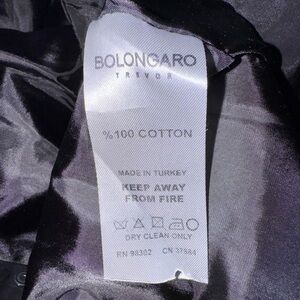 BOLONGARO
TREVOR
%100 COTTON
MADE IN TURKEY
KEEP AWAY
FROM FIRE
DRY CLEAN ONLY
RN 98302 CN 37884